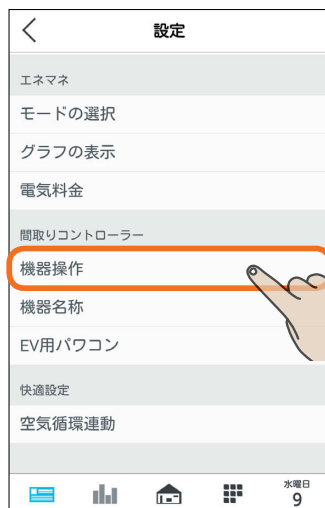 設定
エネマネ
モードの選択
グラフの表示
電気料金
間取りコントローラー
機器操作
機器名称
EV用パワコン
快適設定
空気循環連動
水曜日
9